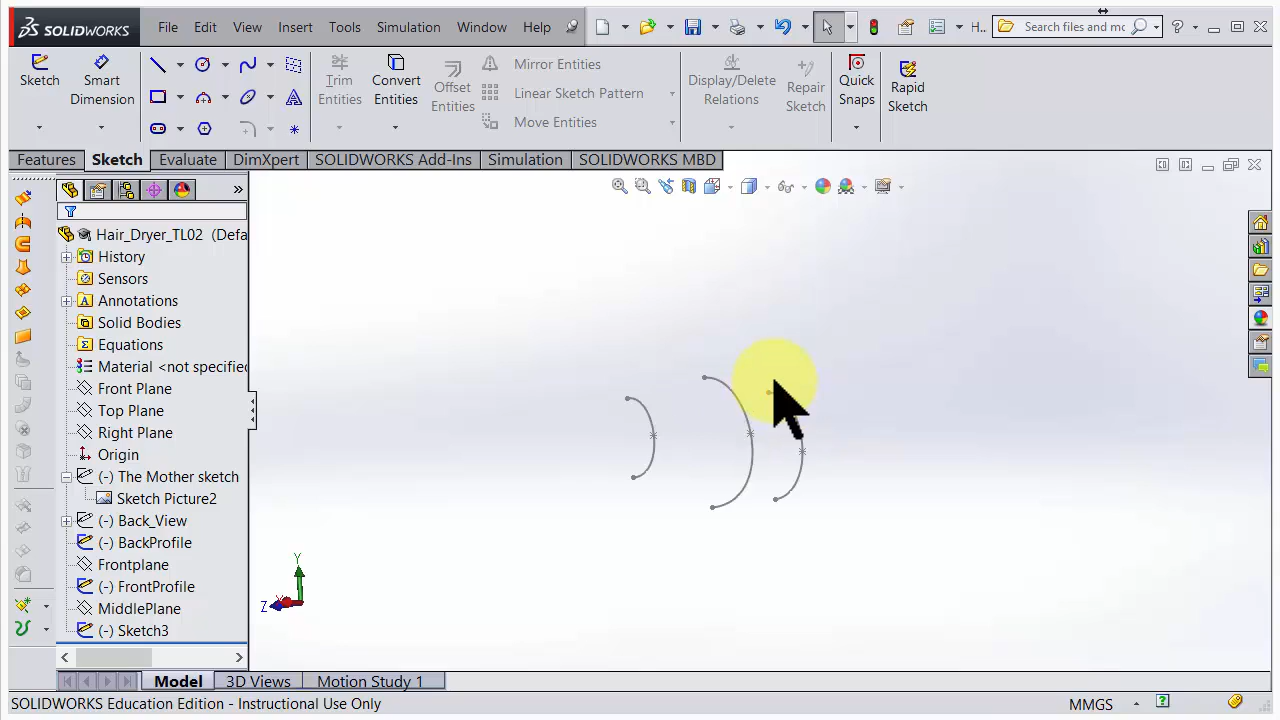 SOLIDWORKS File Edit View Insert Tools Simulation Window Help H... Search files and mo ?
Sketch Smart Dimension Trim Entities Convert Entities Offset Entities Mirror Entities Linear Sketch Pattern Move Entities Display/Delete Relations Repair Sketch Quick Snaps Rapid Sketch
Features Sketch Evaluate DimXpert SOLIDWORKS Add-Ins Simulation SOLIDWORKS MBD
Hair_Dryer_TL02 (Defa
History
Sensors
Annotations
Solid Bodies
Equations
Material <not specified
Front Plane
Top Plane
Right Plane
Origin
(-) The Mother sketch
Sketch Picture2
(-) Back_View
(-) BackProfile
Frontplane
(-) FrontProfile
MiddlePlane
(-) Sketch3
Y
Z X
Model 3D Views Motion Study 1
SOLIDWORKS Education Edition - Instructional Use Only MMGS